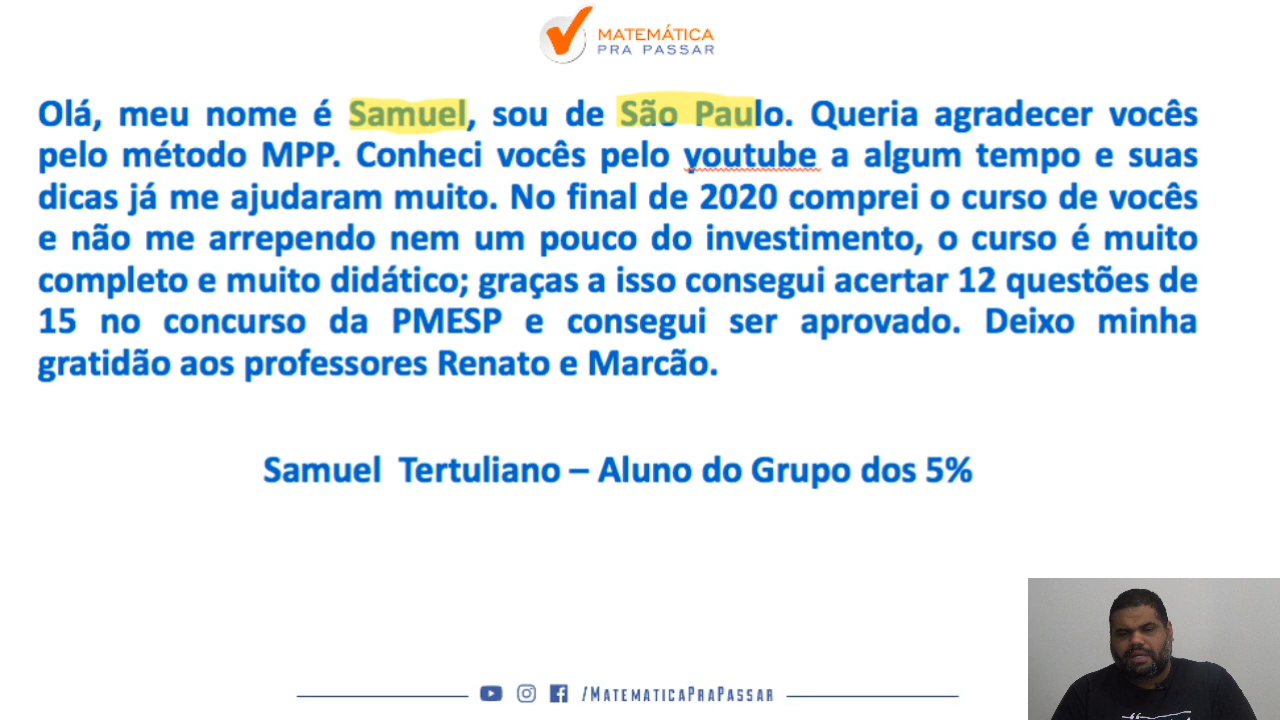 MATEMÁTICA
PRA PASSAR
Olá, meu nome é Samuel, sou de São Paulo. Queria agradecer vocês
pelo método MPP. Conheci vocês pelo youtube a algum tempo e suas
dicas já me ajudaram muito. No final de 2020 comprei o curso de vocês
e não me arrependo nem um pouco do investimento, o curso é muito
completo e muito didático; graças a isso consegui acertar 12 questões de
15 no concurso da PMESP e consegui ser aprovado. Deixo minha
gratidão aos professores Renato e Marcão.
Samuel Tertuliano – Aluno do Grupo dos 5%
/MATEMATICAPRAPASSAR